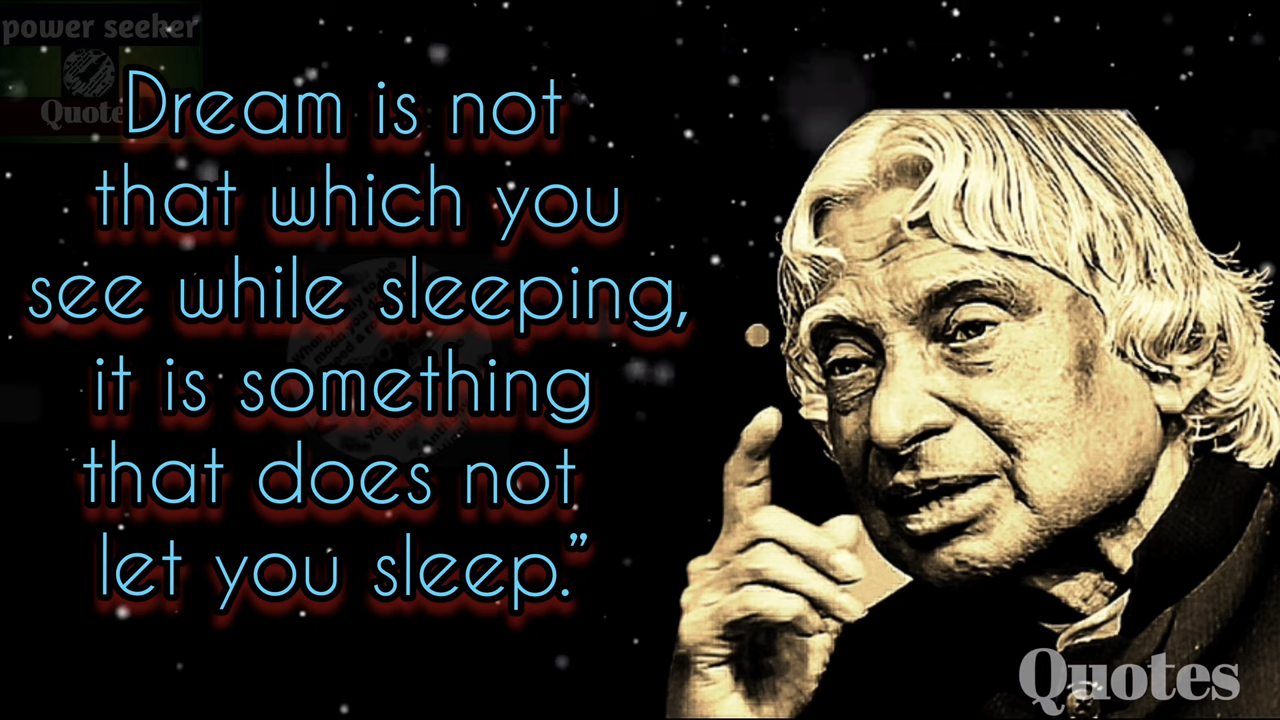 power seeker
Quote
Dream is not
that which you
see while sleeping,
it is something
that does not
let you sleep.”
Quotes